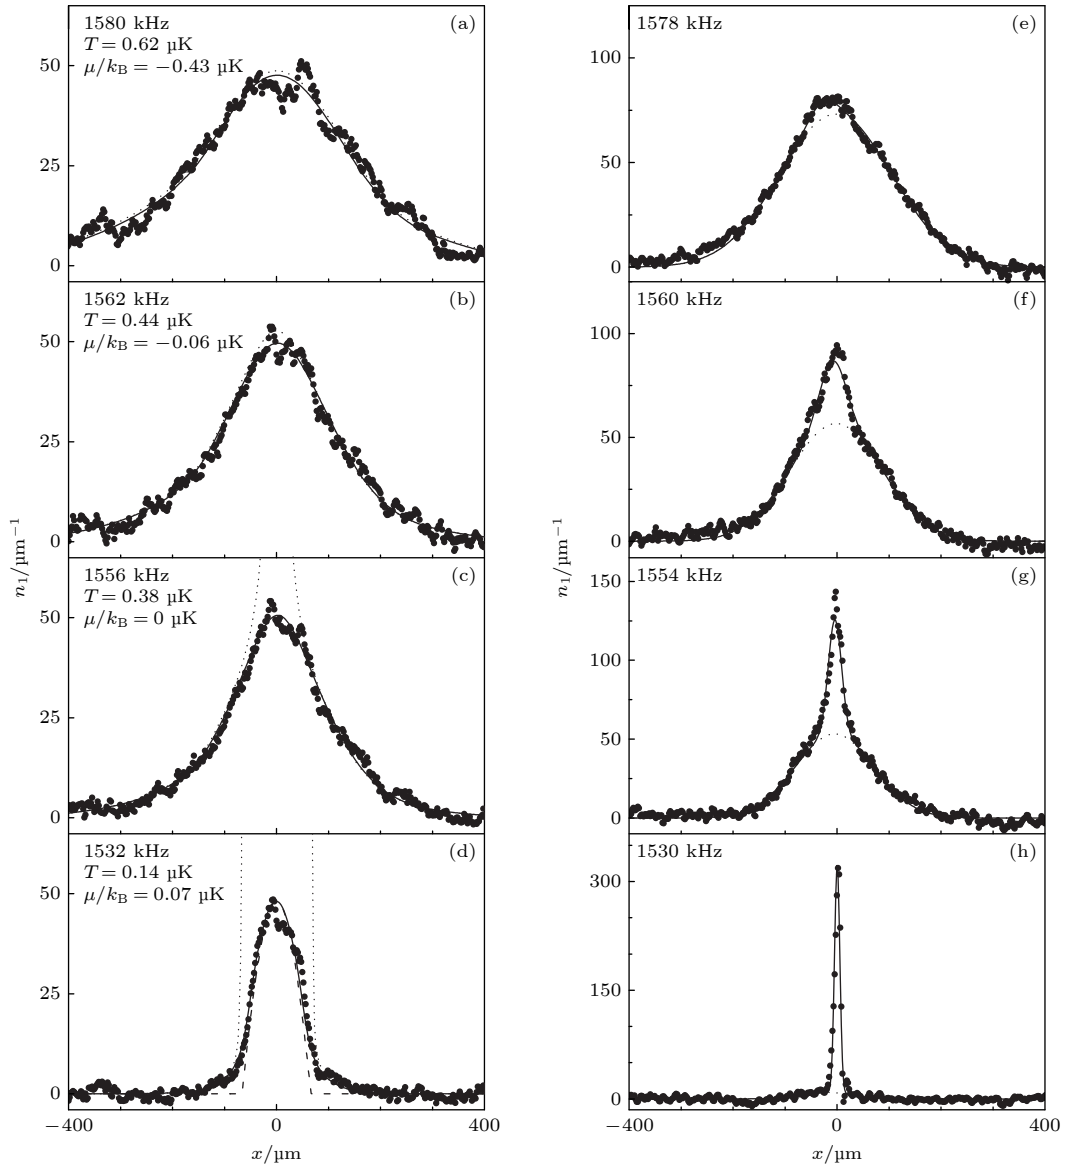 1580 kHz
(a)
T = 0.62 µK
μ/kB = −0.43 µK
50
25
0
1562 kHz
(b)
T = 0.44 µK
μ/kB = −0.06 µK
50
25
0
n1/µm−1
1556 kHz
(c)
T = 0.38 µK
μ/kB = 0 µK
50
25
0
1532 kHz
(d)
T = 0.14 µK
μ/kB = 0.07 µK
50
25
0
−400
0
400
x/µm
1578 kHz
(e)
100
50
0
1560 kHz
(f)
100
50
0
n1/µm−1
1554 kHz
(g)
150
100
50
0
1530 kHz
(h)
300
150
0
−400
0
400
x/µm